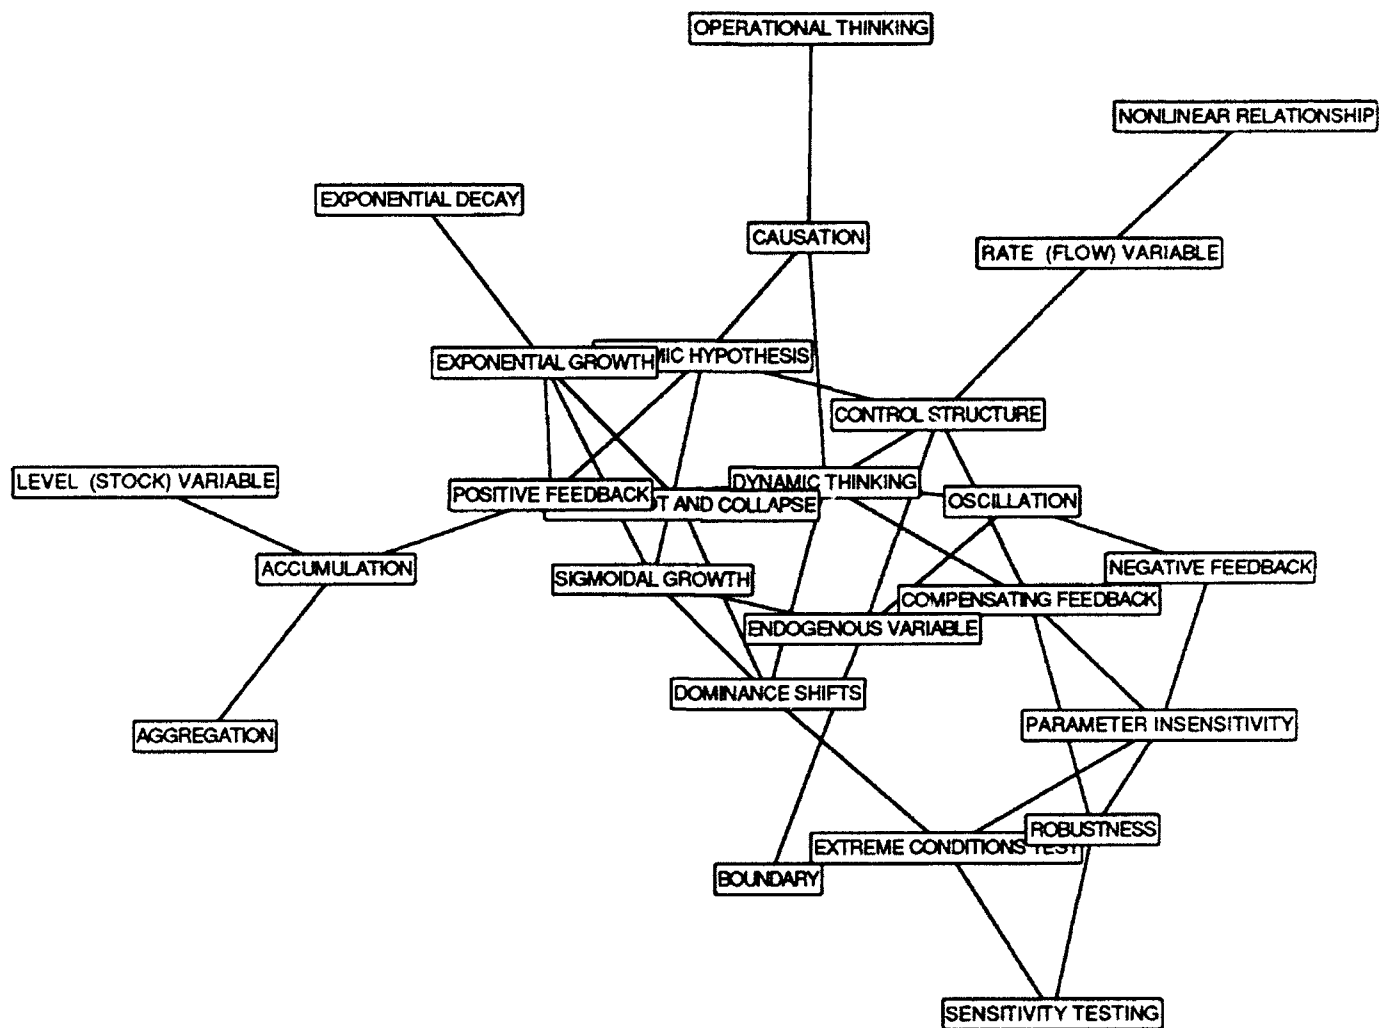 OPERATIONAL THINKING
NONLINEAR RELATIONSHIP
EXPONENTIAL DECAY
CAUSATION
RATE (FLOW) VARIABLE
EXPONENTIAL GROWTH
MIC HYPOTHESIS
CONTROL STRUCTURE
LEVEL (STOCK) VARIABLE
POSITIVE FEEDBACK
DYNAMIC THINKING
OSCILLATION
OT AND COLLAPSE
ACCUMULATION
SIGMOIDAL GROWTH
NEGATIVE FEEDBACK
COMPENSATING FEEDBACK
ENDOGENOUS VARIABLE
DOMINANCE SHIFTS
AGGREGATION
PARAMETER INSENSITIVITY
ROBUSTNESS
EXTREME CONDITIONS TEST
BOUNDARY
SENSITIVITY TESTING